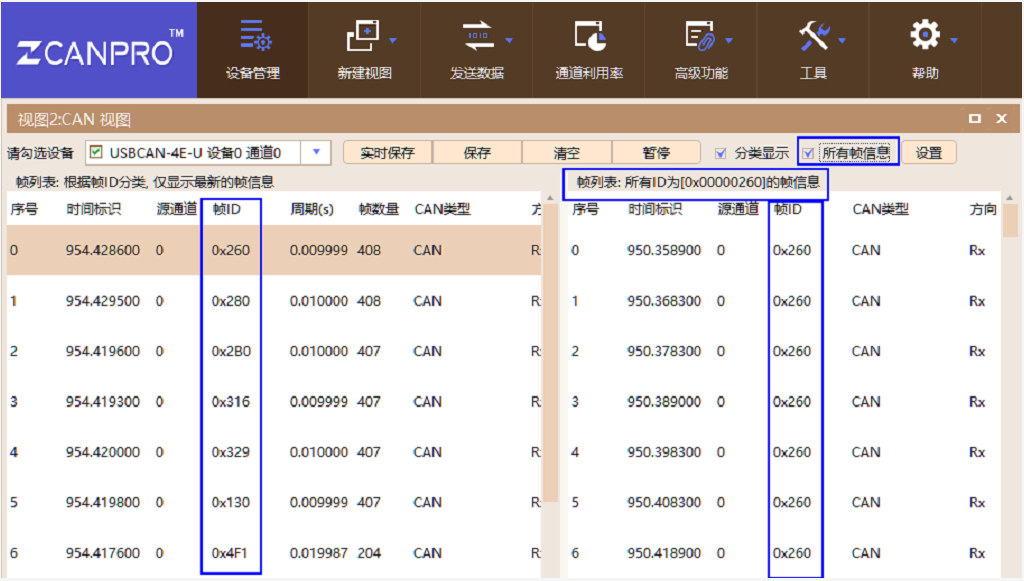 ZCANPRO™
设备管理 新建视图 发送数据 通道利用率 高级功能 工具 帮助
视图2:CAN 视图
请勾选设备 USBCAN-4E-U 设备0 通道0 实时保存 保存 清空 暂停 分类显示 所有帧信息 设置
帧列表: 根据帧ID分类, 仅显示最新的帧信息 帧列表: 所有ID为[0x00000260]的帧信息
序号 时间标识 源通道 帧ID 周期(s) 帧数量 CAN类型 方 序号 时间标识 源通道 帧ID CAN类型 方向
0 954.428600 0 0x260 0.009999 408 CAN R 0 950.358900 0 0x260 CAN Rx
1 954.429500 0 0x280 0.010000 408 CAN R 1 950.368300 0 0x260 CAN Rx
2 954.419600 0 0x2B0 0.010000 407 CAN R 2 950.378300 0 0x260 CAN Rx
3 954.419300 0 0x316 0.009999 407 CAN R 3 950.389000 0 0x260 CAN Rx
4 954.420000 0 0x329 0.010000 407 CAN R 4 950.398300 0 0x260 CAN Rx
5 954.419800 0 0x130 0.009999 407 CAN R 5 950.408300 0 0x260 CAN Rx
6 954.417600 0 0x4F1 0.019987 204 CAN R 6 950.418900 0 0x260 CAN Rx